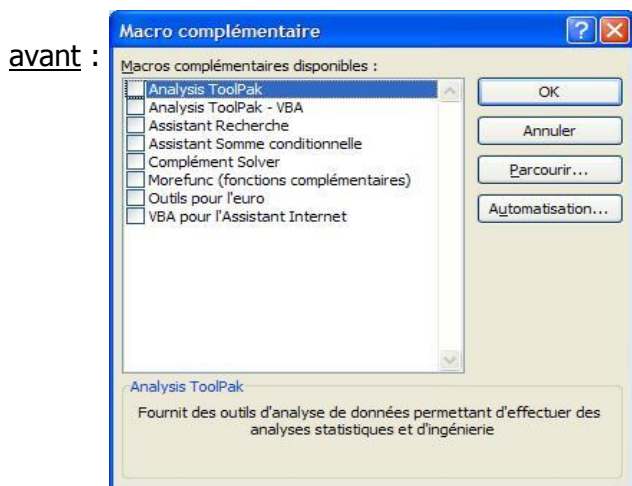 avant :
Macro complémentaire
Macros complémentaires disponibles :
Analysis ToolPak
Analysis ToolPak - VBA
Assistant Recherche
Assistant Somme conditionnelle
Complément Solver
Morefunc (fonctions complémentaires)
Outils pour l'euro
VBA pour l'Assistant Internet
OK
Annuler
Parcourir...
Automatisation...
Analysis ToolPak
Fournit des outils d'analyse de données permettant d'effectuer des
analyses statistiques et d'ingénierie